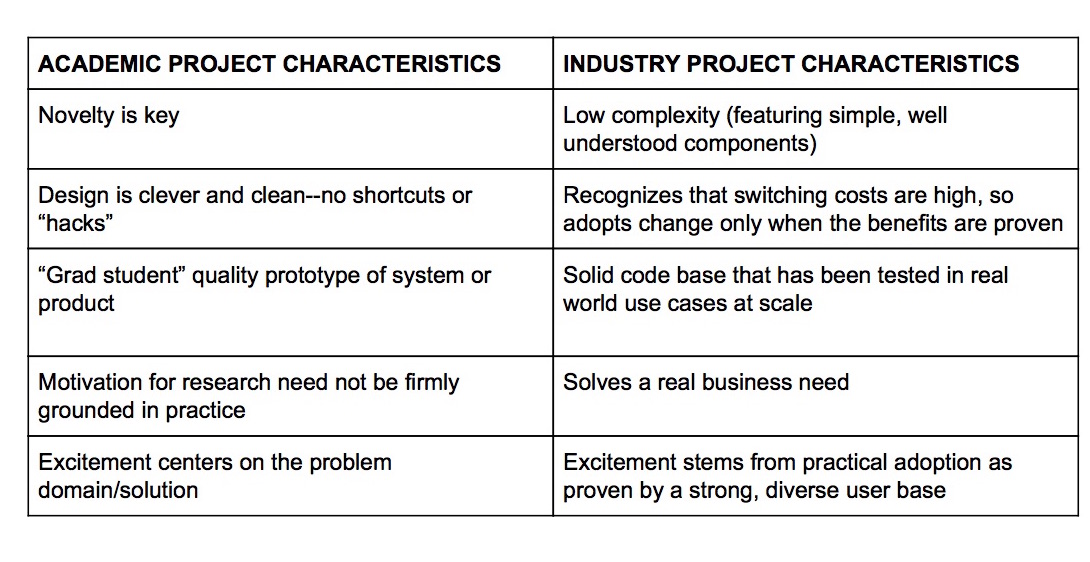 ACADEMIC PROJECT CHARACTERISTICS
INDUSTRY PROJECT CHARACTERISTICS
Novelty is key
Low complexity (featuring simple, well
understood components)
Design is clever and clean--no shortcuts or
“hacks”
Recognizes that switching costs are high, so
adopts change only when the benefits are proven
“Grad student” quality prototype of system or
product
Solid code base that has been tested in real
world use cases at scale
Motivation for research need not be firmly
grounded in practice
Solves a real business need
Excitement centers on the problem
domain/solution
Excitement stems from practical adoption as
proven by a strong, diverse user base